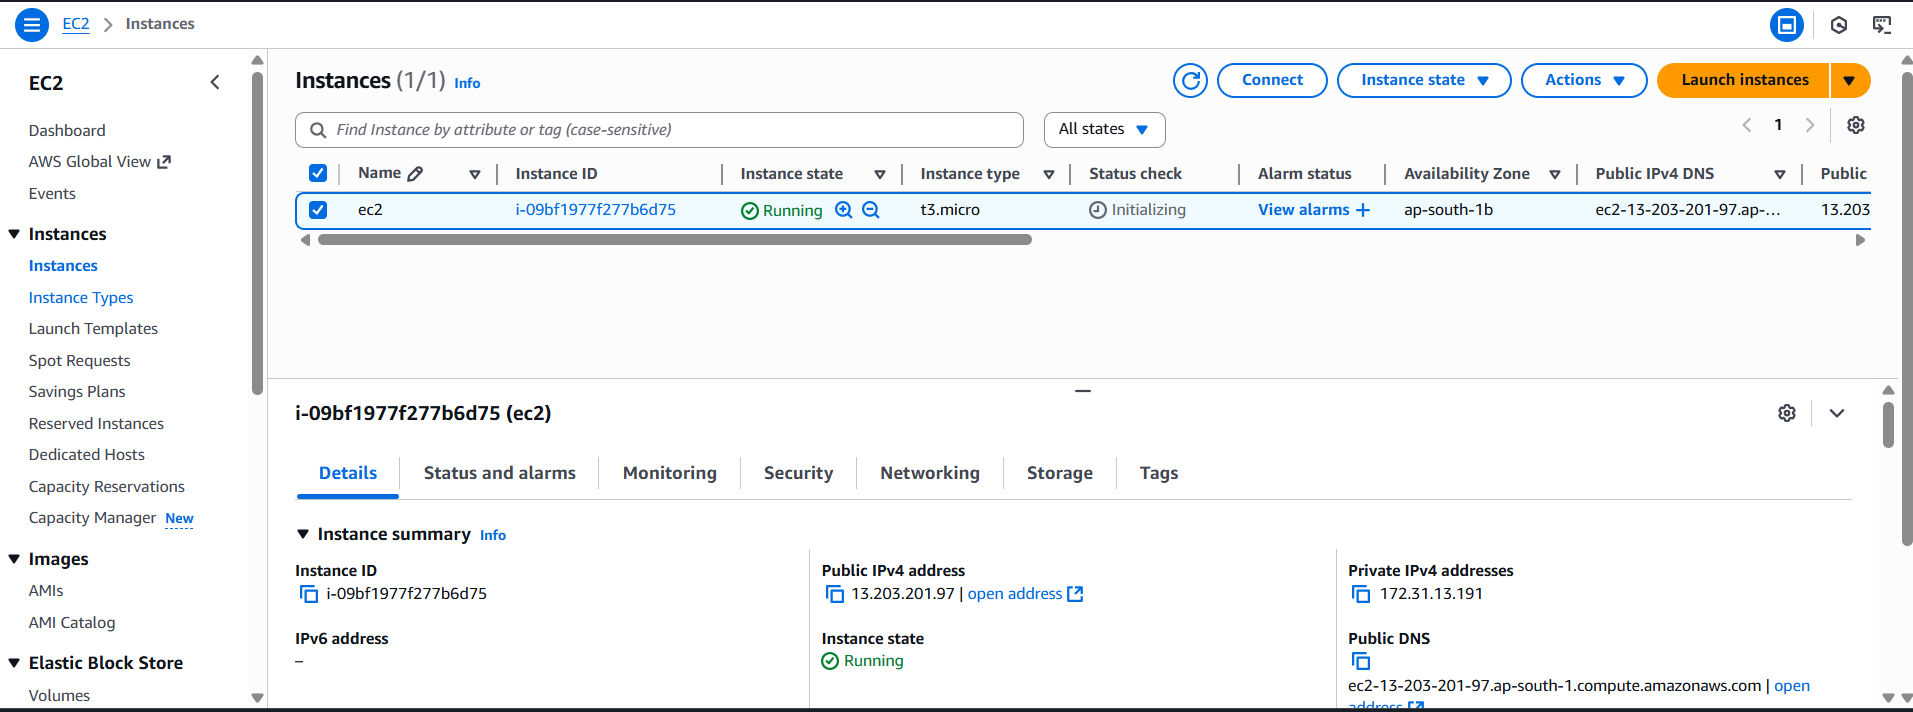 EC2 > Instances
EC2
Dashboard
AWS Global View
Events
Instances
Instances
Instance Types
Launch Templates
Spot Requests
Savings Plans
Reserved Instances
Dedicated Hosts
Capacity Reservations
Capacity Manager New
Images
AMIs
AMI Catalog
Elastic Block Store
Volumes
Instances (1/1) Info
Connect
Instance state
Actions
Launch instances
Find Instance by attribute or tag (case-sensitive)
All states
1
Name Instance ID Instance state Instance type Status check Alarm status Availability Zone Public IPv4 DNS Public
ec2 i-09bf1977f277b6d75 Running t3.micro Initializing View alarms + ap-south-1b ec2-13-203-201-97.ap-... 13.203
i-09bf1977f277b6d75 (ec2)
Details Status and alarms Monitoring Security Networking Storage Tags
Instance summary Info
Instance ID
i-09bf1977f277b6d75
IPv6 address
–
Public IPv4 address
13.203.201.97 | open address
Instance state
Running
Private IPv4 addresses
172.31.13.191
Public DNS
ec2-13-203-201-97.ap-south-1.compute.amazonaws.com | open
address